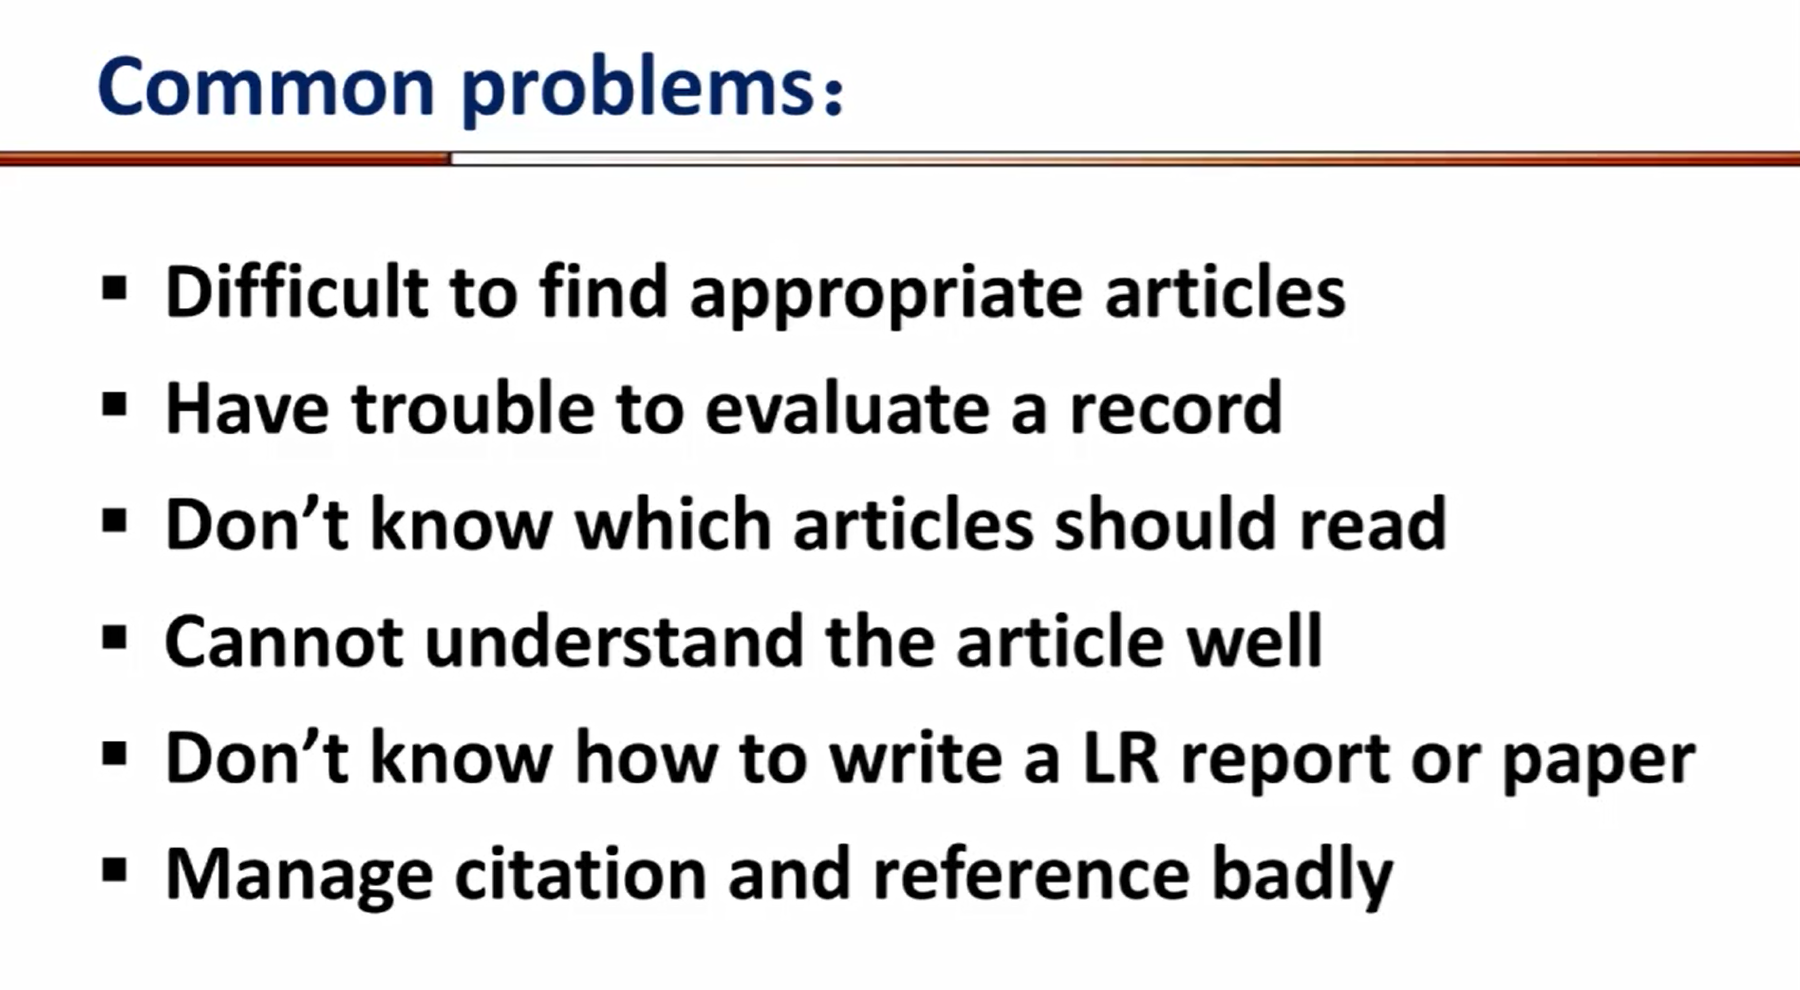 Common problems：
▪ Difficult to find appropriate articles
▪ Have trouble to evaluate a record
▪ Don’t know which articles should read
▪ Cannot understand the article well
▪ Don’t know how to write a LR report or paper
▪ Manage citation and reference badly